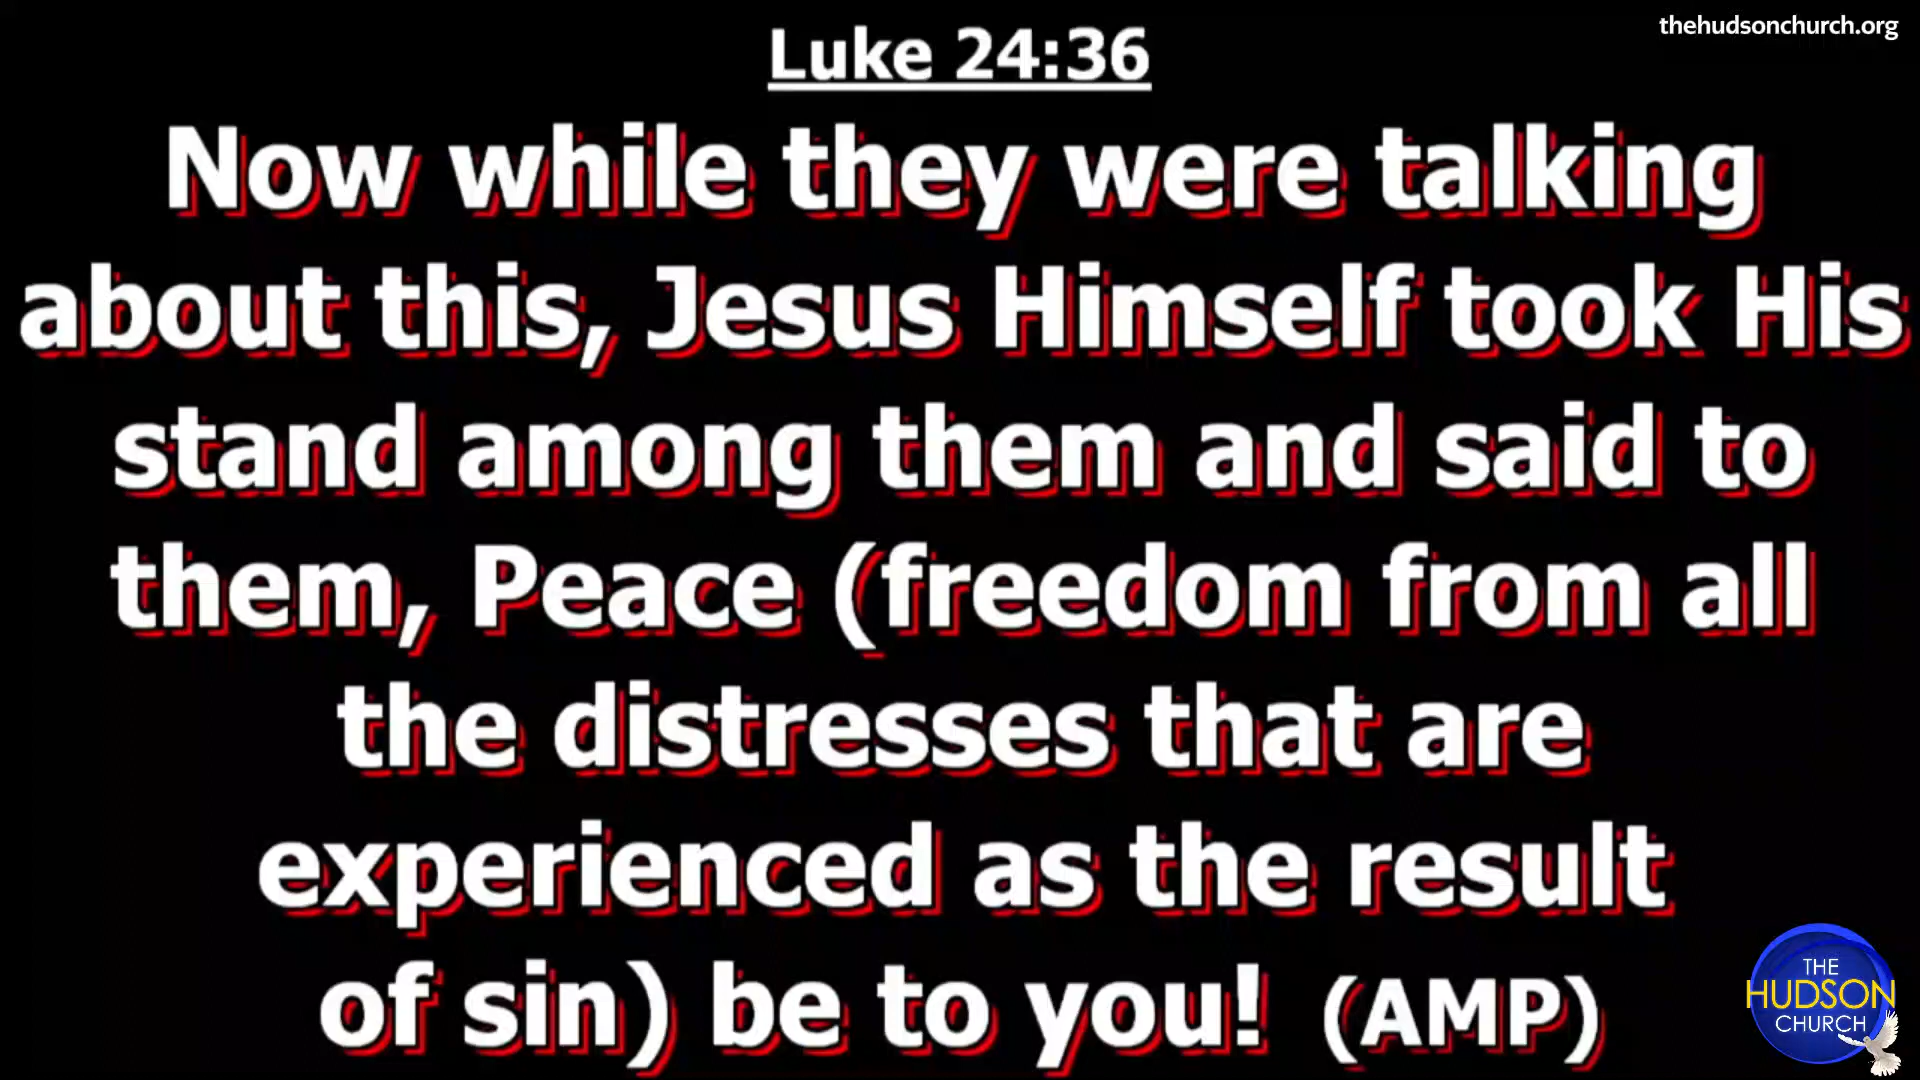 thehudsonchurch.org
Luke 24:36
Now while they were talking
about this, Jesus Himself took His
stand among them and said to
them, Peace (freedom from all
the distresses that are
experienced as the result
of sin) be to you! (AMP)
THE
HUDSON
CHURCH